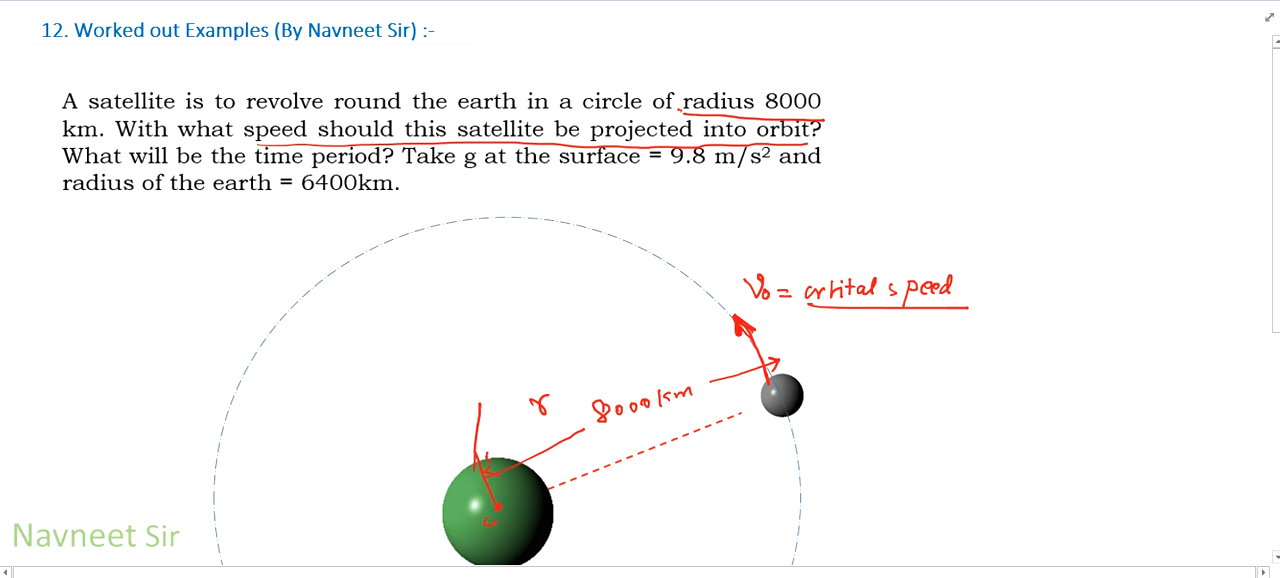 12. Worked out Examples (By Navneet Sir) :-
A satellite is to revolve round the earth in a circle of radius 8000
km. With what speed should this satellite be projected into orbit?
What will be the time period? Take g at the surface = 9.8 m/s² and
radius of the earth = 6400km.
V₀ = orbital speed
r 8000 km
Navneet Sir